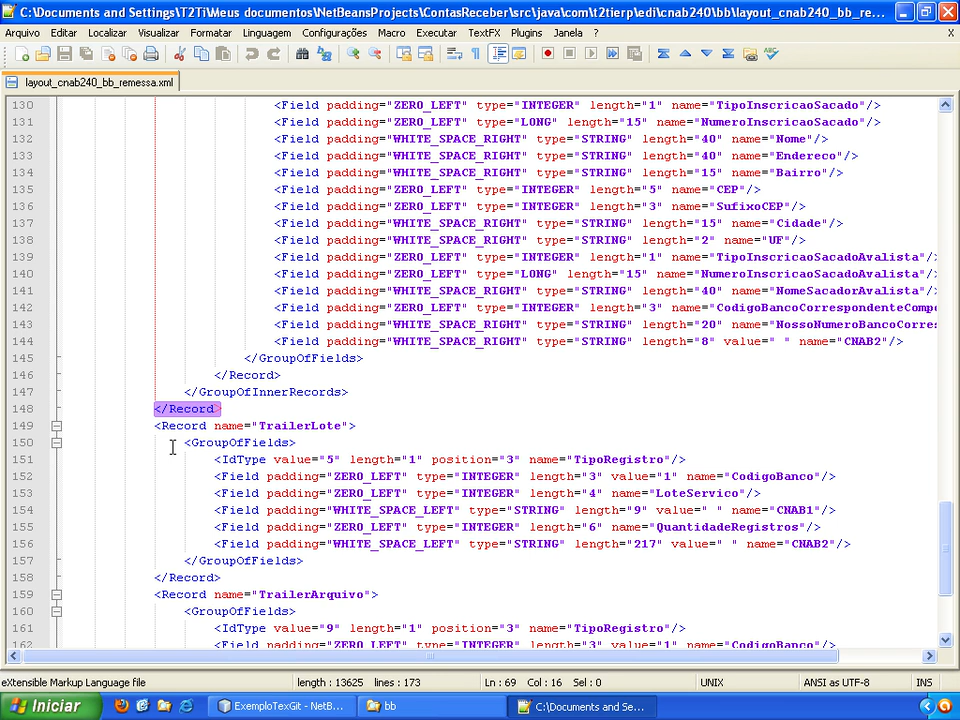 C:\Documents and Settings\T2Ti\Meus documentos\NetBeansProjects\ContasReceber\src\java\com\t2tierp\edi\cnab240\bb\layout_cnab240_bb_re...
Arquivo Editar Localizar Visualizar Formatar Linguagem Configurações Macro Executar TextFX Plugins Janela ? X
layout_cnab240_bb_remessa.xml
130 <Field padding="ZERO_LEFT" type="INTEGER" length="1" name="TipoInscricaoSacado"/>
131 <Field padding="ZERO_LEFT" type="LONG" length="15" name="NumeroInscricaoSacado"/>
132 <Field padding="WHITE_SPACE_RIGHT" type="STRING" length="40" name="Nome"/>
133 <Field padding="WHITE_SPACE_RIGHT" type="STRING" length="40" name="Endereco"/>
134 <Field padding="WHITE_SPACE_RIGHT" type="STRING" length="15" name="Bairro"/>
135 <Field padding="ZERO_LEFT" type="INTEGER" length="5" name="CEP"/>
136 <Field padding="ZERO_LEFT" type="INTEGER" length="3" name="SufixoCEP"/>
137 <Field padding="WHITE_SPACE_RIGHT" type="STRING" length="15" name="Cidade"/>
138 <Field padding="WHITE_SPACE_RIGHT" type="STRING" length="2" name="UF"/>
139 <Field padding="ZERO_LEFT" type="INTEGER" length="1" name="TipoInscricaoSacadoAvalista"/>
140 <Field padding="ZERO_LEFT" type="LONG" length="15" name="NumeroInscricaoSacadoAvalista"/>
141 <Field padding="WHITE_SPACE_RIGHT" type="STRING" length="40" name="NomeSacadorAvalista"/>
142 <Field padding="ZERO_LEFT" type="INTEGER" length="3" name="CodigoBancoCorrespondenteCompe
143 <Field padding="WHITE_SPACE_RIGHT" type="STRING" length="20" name="NossoNumeroBancoCorres
144 <Field padding="WHITE_SPACE_RIGHT" type="STRING" length="8" value=" " name="CNAB2"/>
145 </GroupOfFields>
146 </Record>
147 </GroupOfInnerRecords>
148 </Record>
149 <Record name="TrailerLote">
150 <GroupOfFields>
151 <IdType value="5" length="1" position="3" name="TipoRegistro"/>
152 <Field padding="ZERO_LEFT" type="INTEGER" length="3" value="1" name="CodigoBanco"/>
153 <Field padding="ZERO_LEFT" type="INTEGER" length="4" name="LoteServico"/>
154 <Field padding="WHITE_SPACE_LEFT" type="STRING" length="9" value=" " name="CNAB1"/>
155 <Field padding="ZERO_LEFT" type="INTEGER" length="6" name="QuantidadeRegistros"/>
156 <Field padding="WHITE_SPACE_LEFT" type="STRING" length="217" value=" " name="CNAB2"/>
157 </GroupOfFields>
158 </Record>
159 <Record name="TrailerArquivo">
160 <GroupOfFields>
161 <IdType value="9" length="1" position="3" name="TipoRegistro"/>
162 <Field padding="ZERO_LEFT" type="INTEGER" length="3" value="1" name="CodigoBanco"/>
eXtensible Markup Language file length : 13625 lines : 173 Ln : 69 Col : 16 Sel : 0 UNIX ANSI as UTF-8 INS
Iniciar ExemploTexGit - NetB... bb C:\Documents and Se...